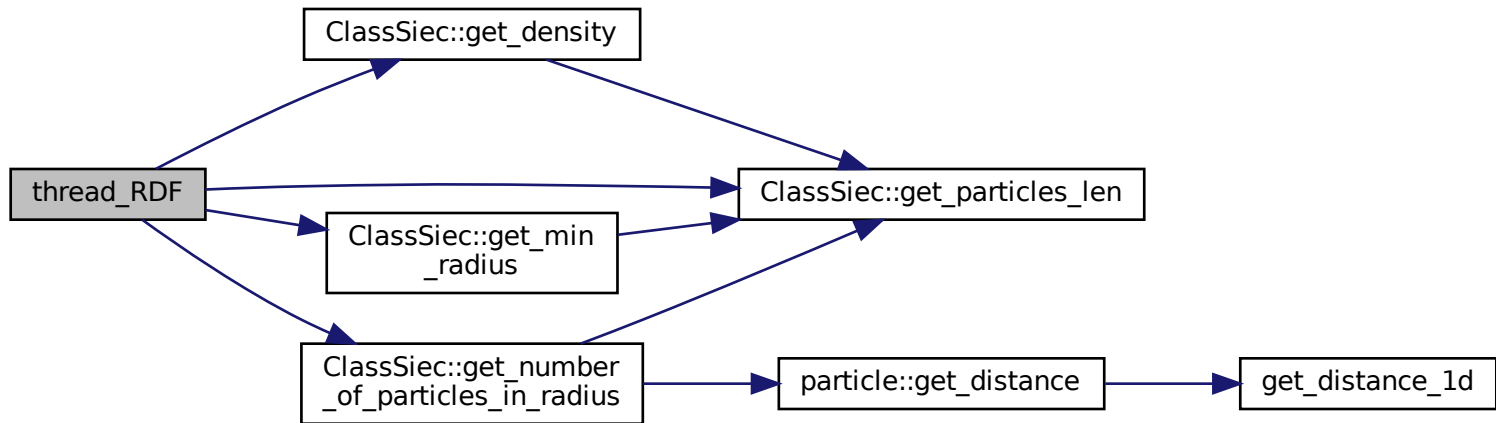 ClassSiec::get_density
thread_RDF
ClassSiec::get_particles_len
ClassSiec::get_min
_radius
ClassSiec::get_number
_of_particles_in_radius
particle::get_distance
get_distance_1d